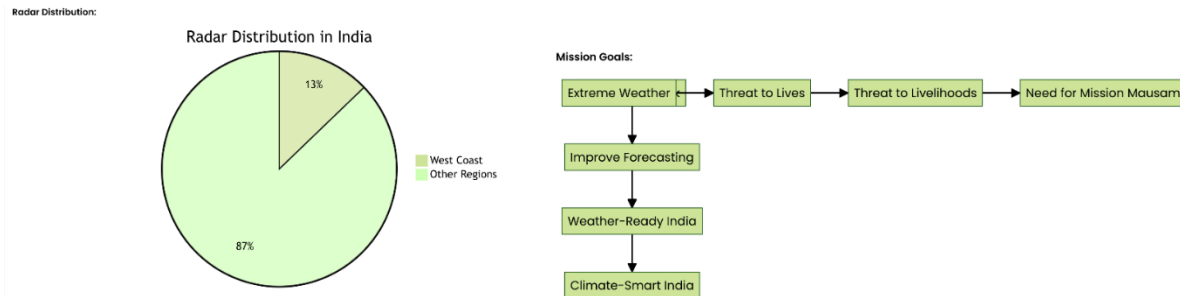 Radar Distribution:
Radar Distribution in India
13%
87%
West Coast
Other Regions
Mission Goals:
Extreme Weather
Threat to Lives
Threat to Livelihoods
Need for Mission Mausam
Improve Forecasting
Weather-Ready India
Climate-Smart India